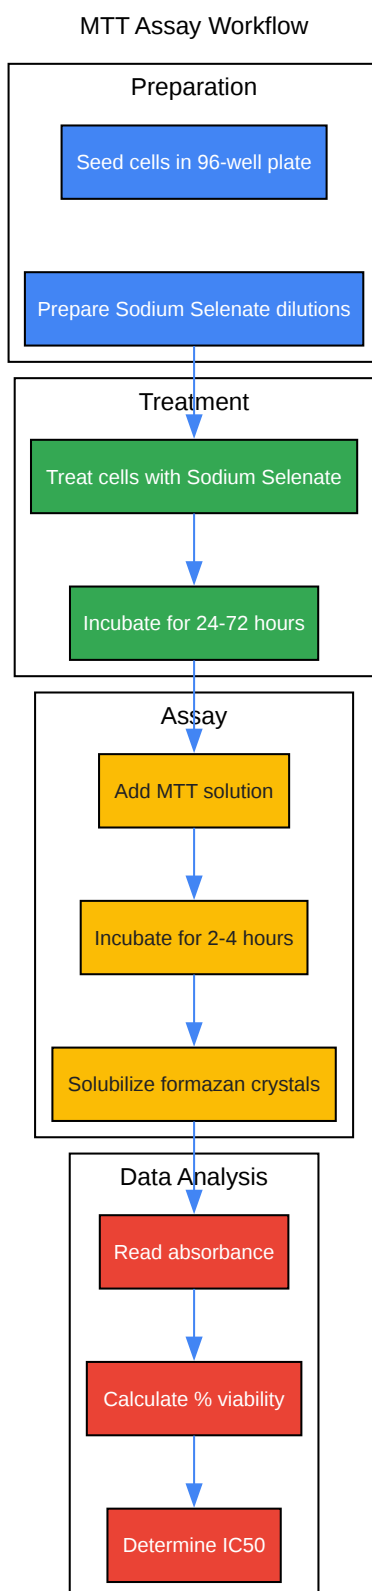 MTT Assay Workflow
Preparation
Seed cells in 96-well plate
Prepare Sodium Selenate dilutions
Treatment
Treat cells with Sodium Selenate
Incubate for 24-72 hours
Assay
Add MTT solution
Incubate for 2-4 hours
Solubilize formazan crystals
Data Analysis
Read absorbance
Calculate % viability
Determine IC50